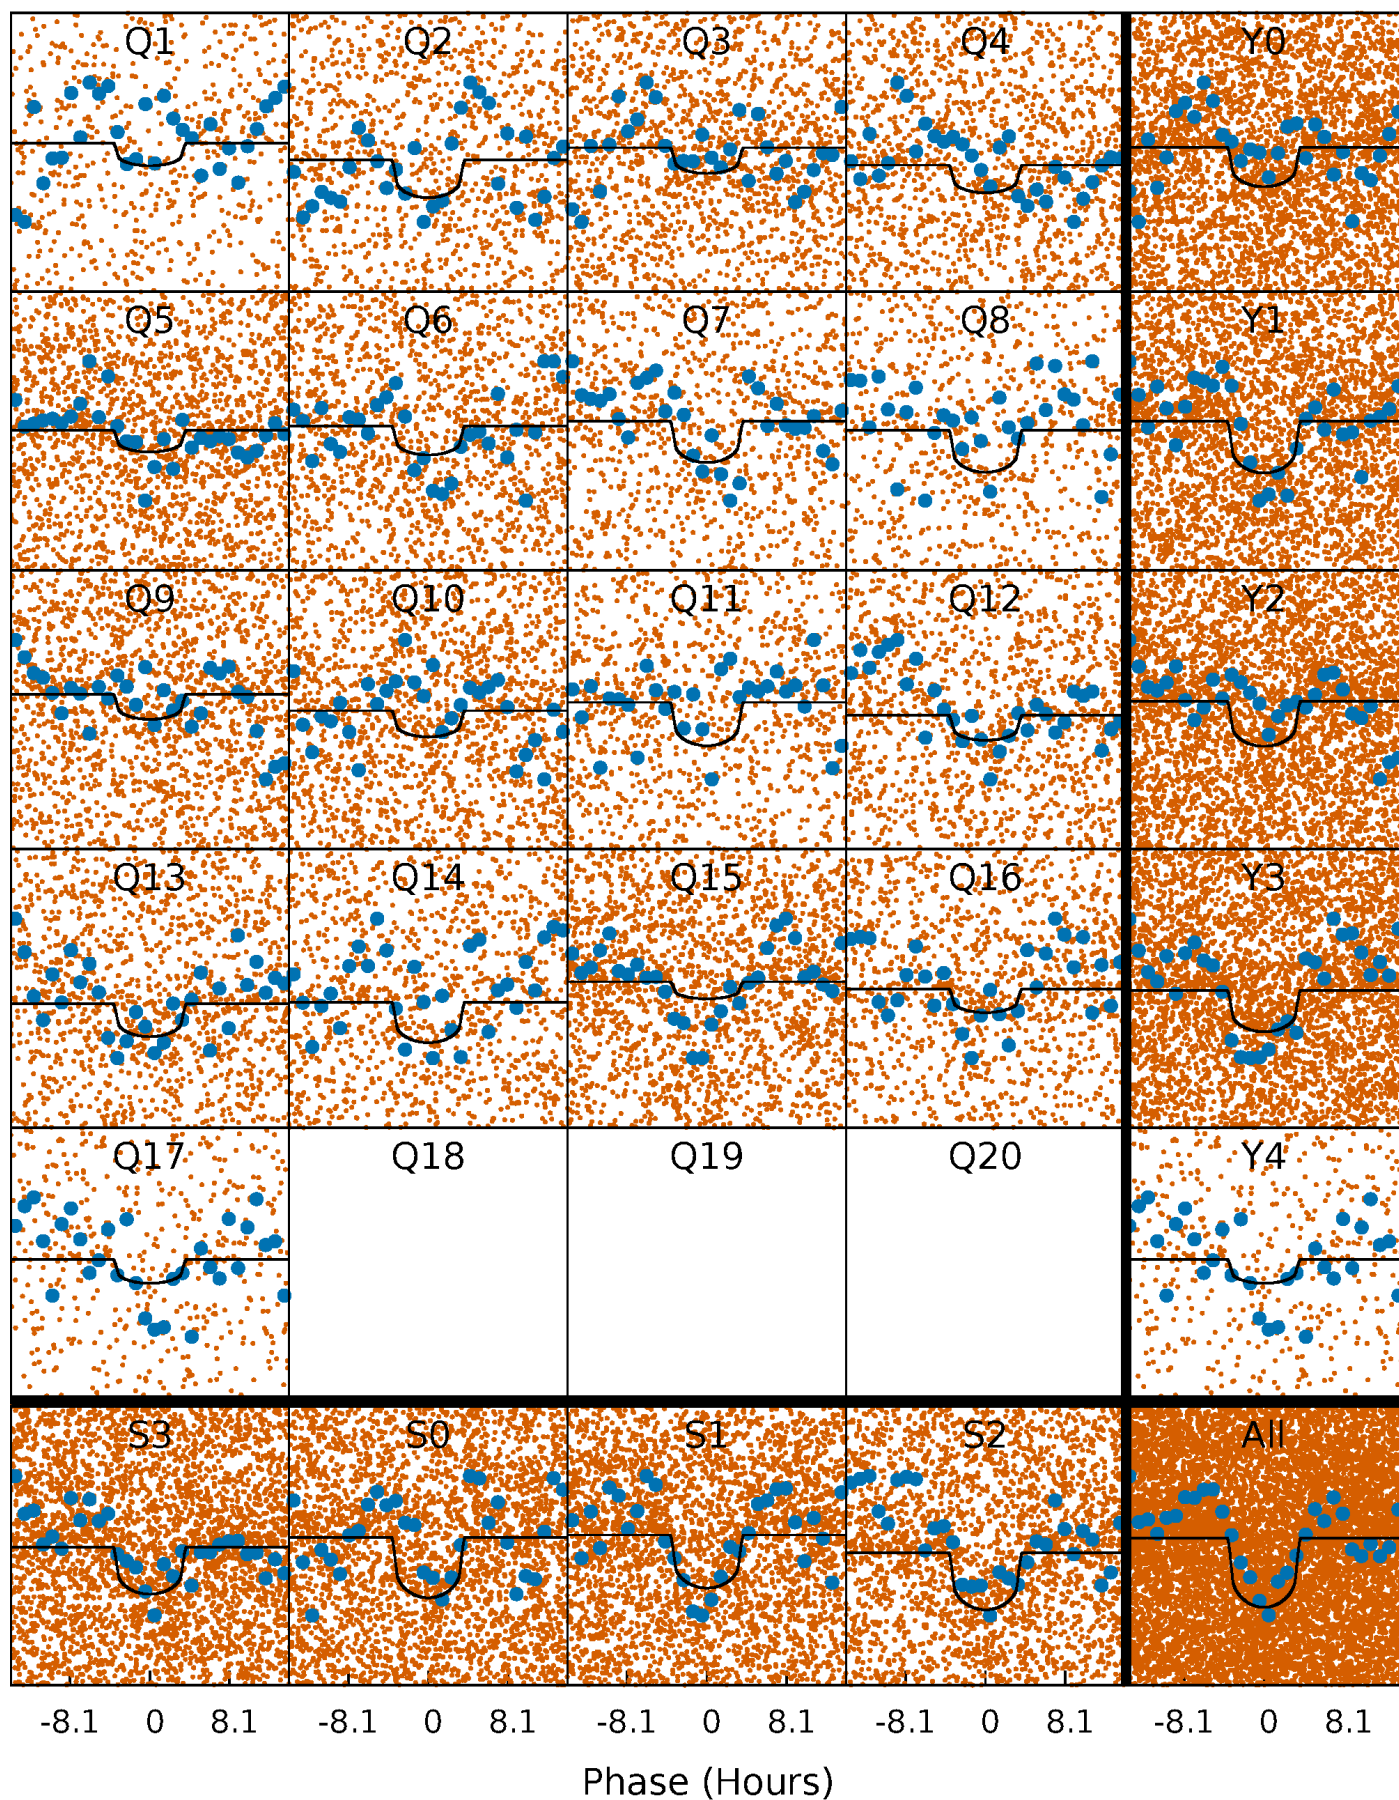 Q1 Q2 Q3 Q4 Y0
Q5 Q6 Q7 Q8 Y1
Q9 Q10 Q11 Q12 Y2
Q13 Q14 Q15 Q16 Y3
Q17 Q18 Q19 Q20 Y4
S3 S0 S1 S2 All
-8.1 0 8.1 -8.1 0 8.1 -8.1 0 8.1 -8.1 0 8.1 -8.1 0 8.1
Phase (Hours)